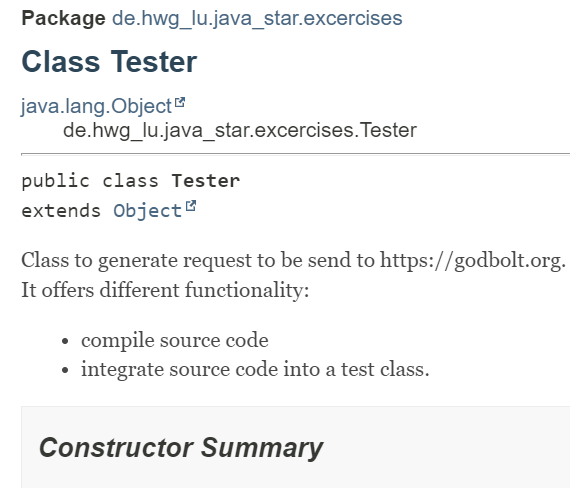 Package de.hwg_lu.java_star.excercises
Class Tester
java.lang.Object
de.hwg_lu.java_star.excercises.Tester
public class Tester
extends Object
Class to generate request to be send to https://godbolt.org.
It offers different functionality:
• compile source code
• integrate source code into a test class.
Constructor Summary